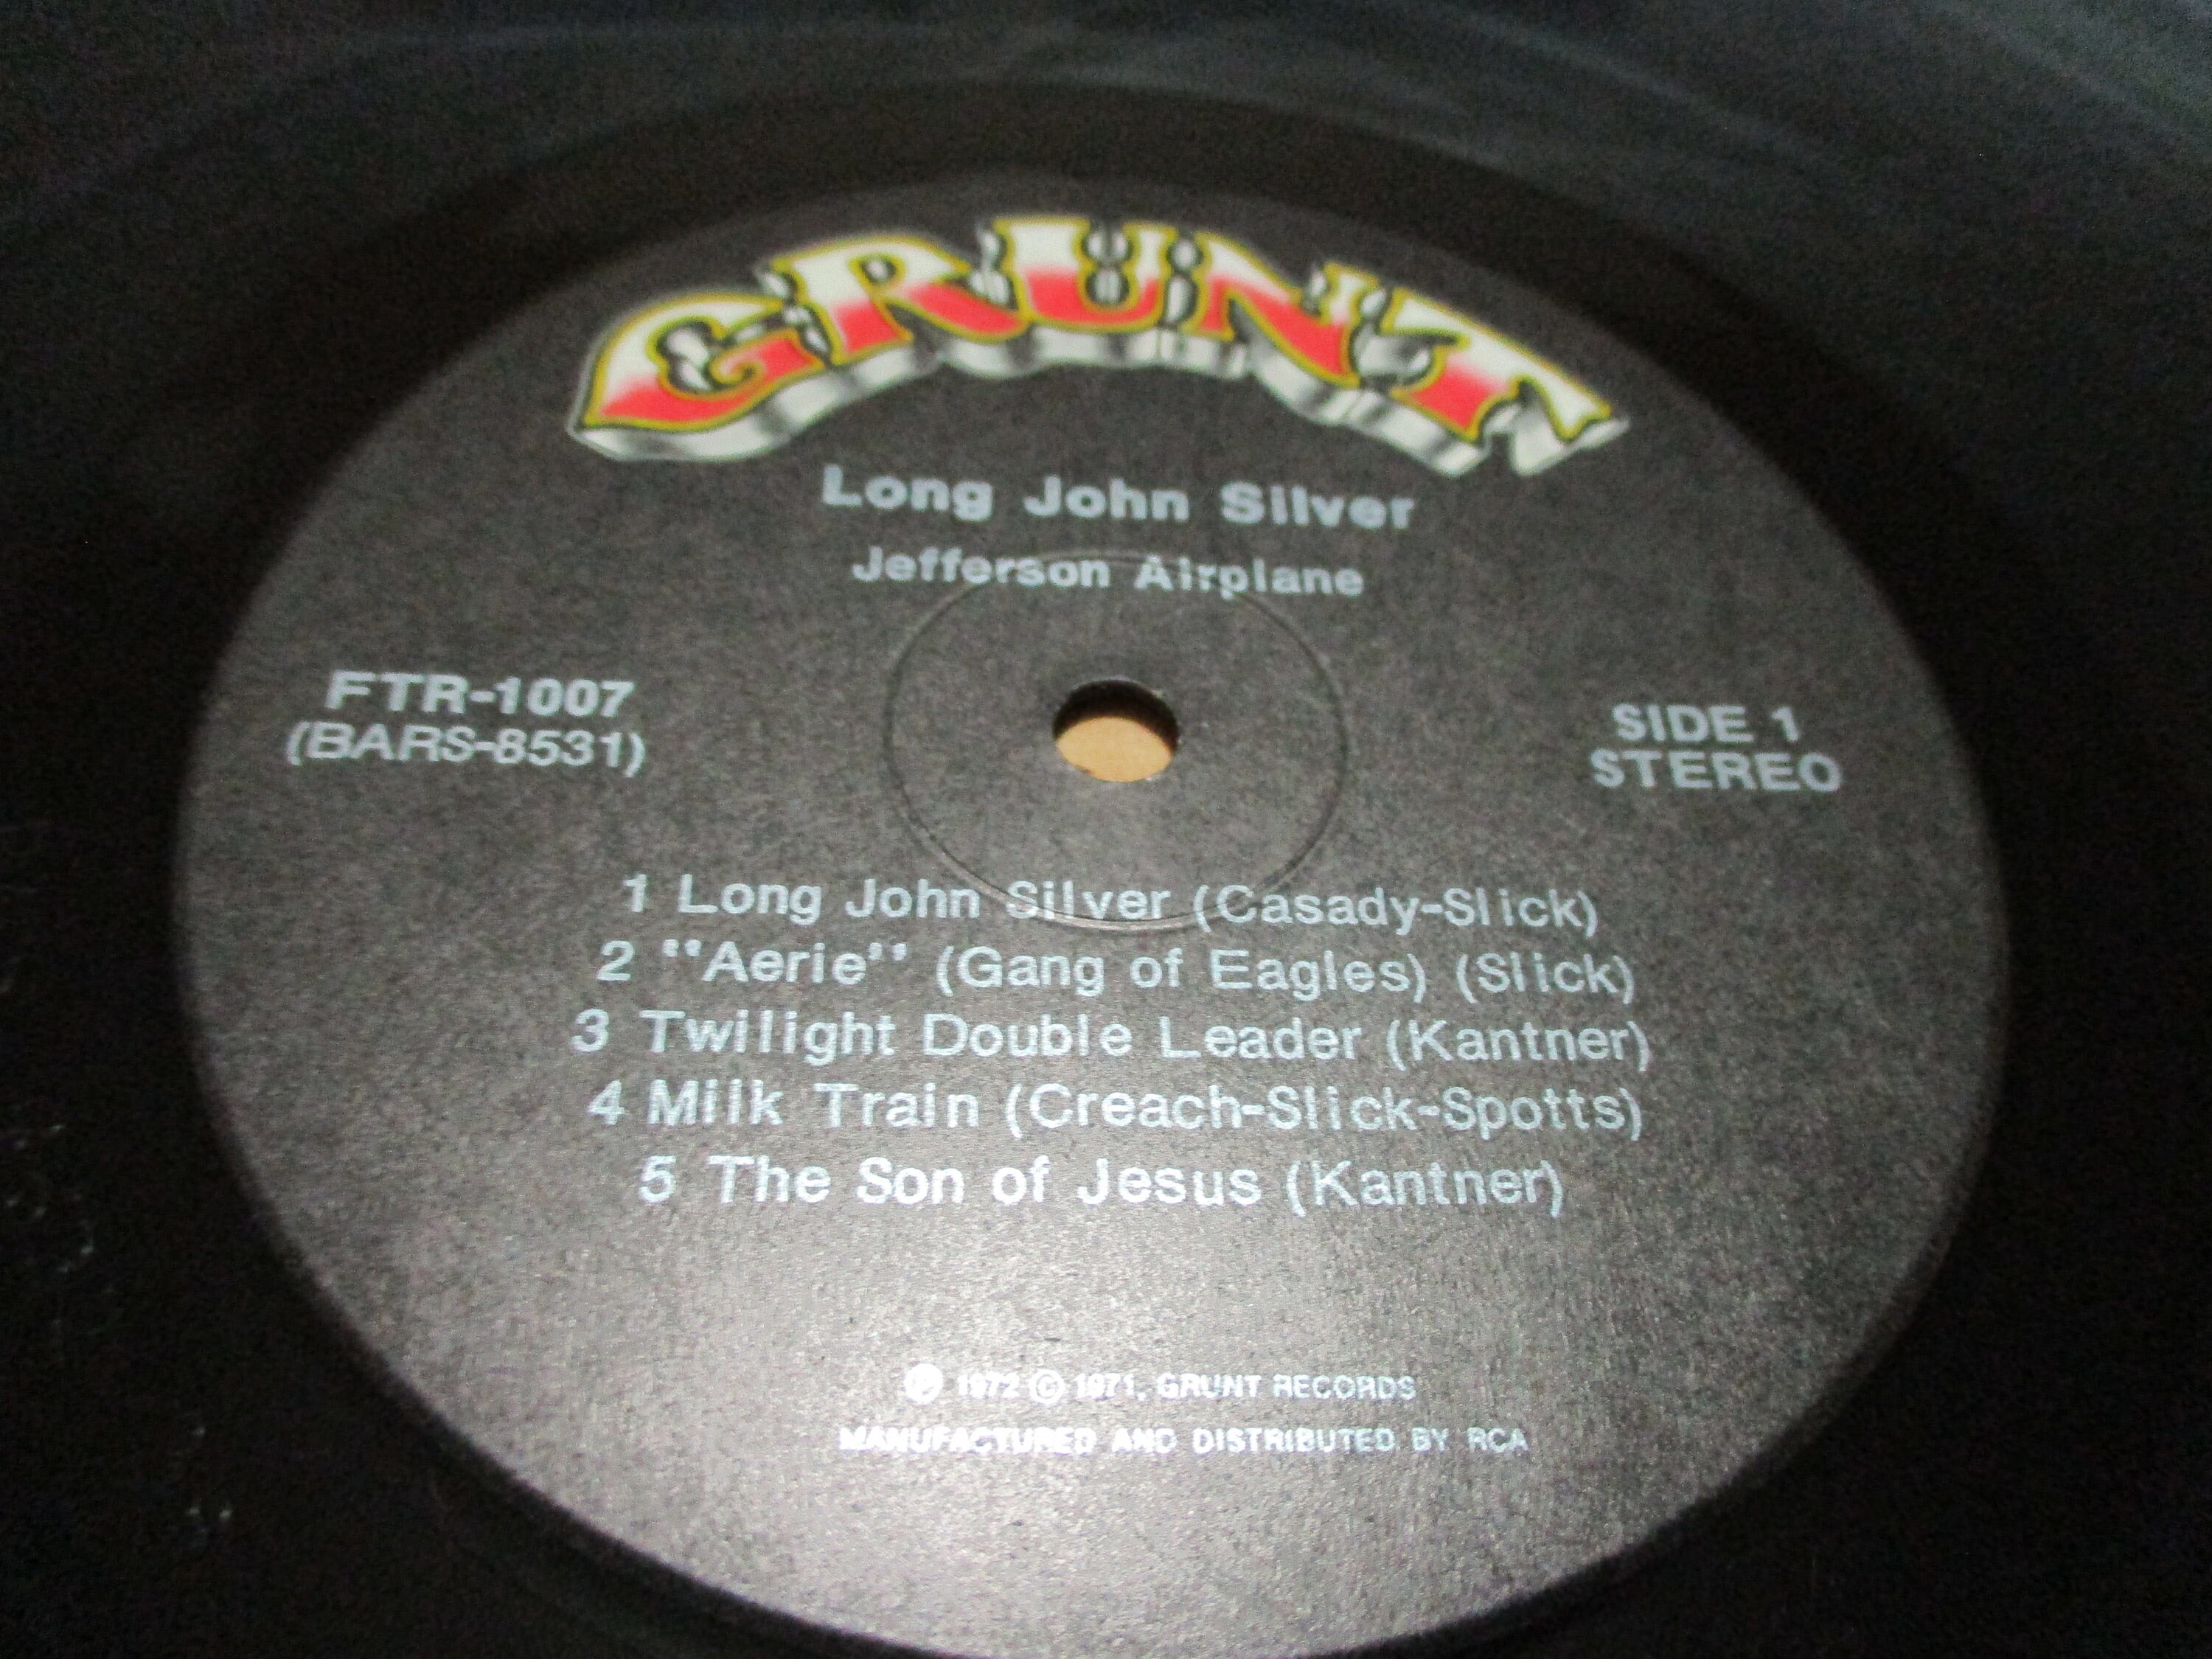 GRUNT
Long John Silver
Jefferson Airplane
FTR-1007
(BARS-8531)
SIDE 1
STEREO
1 Long John Silver (Casady-Slick)
2 "Aerie" (Gang of Eagles) (Slick)
3 Twilight Double Leader (Kantner)
4 Milk Train (Creach-Slick-Spotts)
5 The Son of Jesus (Kantner)
℗ 1972 © 1971, GRUNT RECORDS
MANUFACTURED AND DISTRIBUTED BY RCA